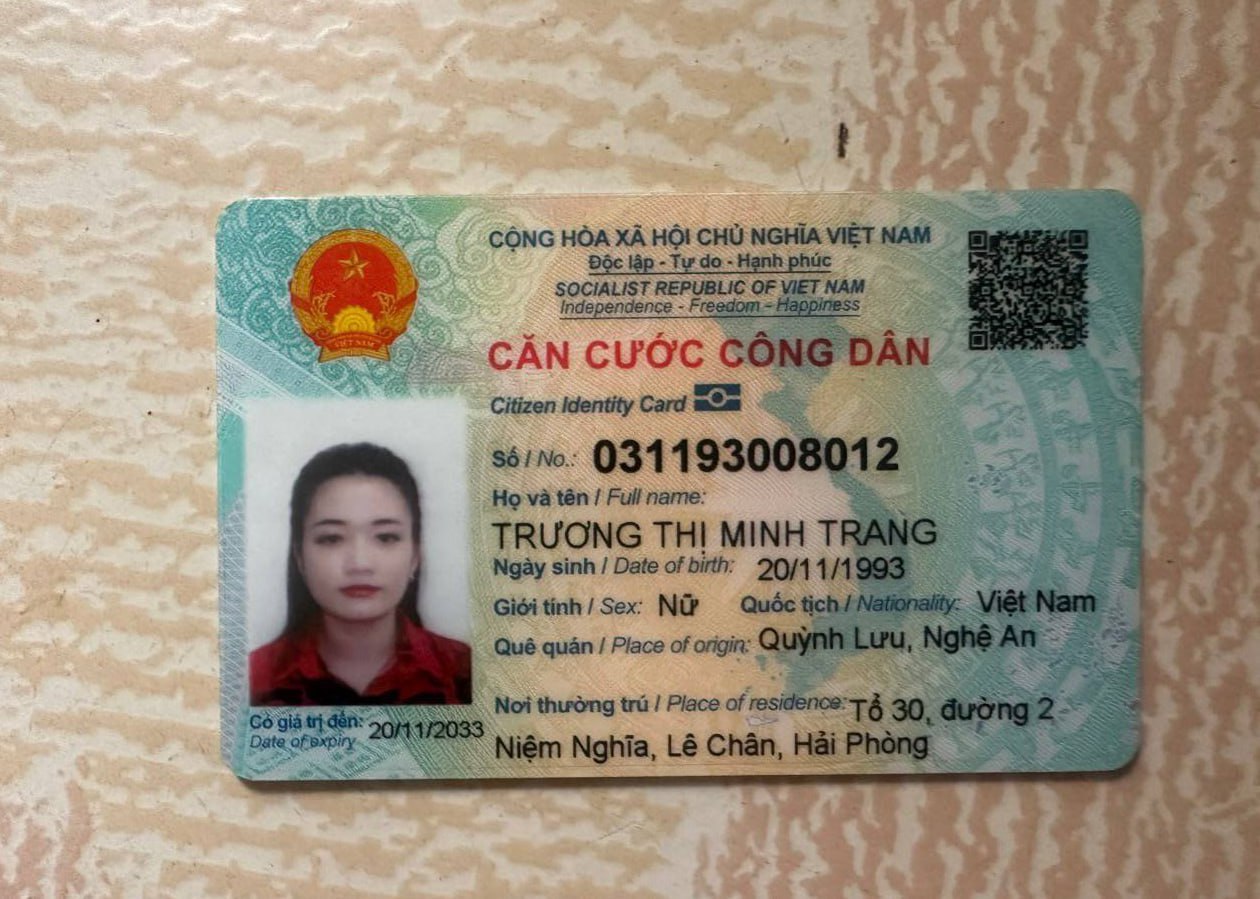 CỘNG HÒA XÃ HỘI CHỦ NGHĨA VIỆT NAM
Độc lập - Tự do - Hạnh phúc
SOCIALIST REPUBLIC OF VIET NAM
Independence - Freedom - Happiness
CĂN CƯỚC CÔNG DÂN
Citizen Identity Card
Số / No.: 031193008012
Họ và tên / Full name:
TRƯƠNG THỊ MINH TRANG
Ngày sinh / Date of birth: 20/11/1993
Giới tính / Sex: Nữ Quốc tịch / Nationality: Việt Nam
Quê quán / Place of origin: Quỳnh Lưu, Nghệ An
Nơi thường trú / Place of residence: Tổ 30, đường 2
Niệm Nghĩa, Lê Chân, Hải Phòng
Có giá trị đến: 20/11/2033
Date of expiry
VIỆT NAM